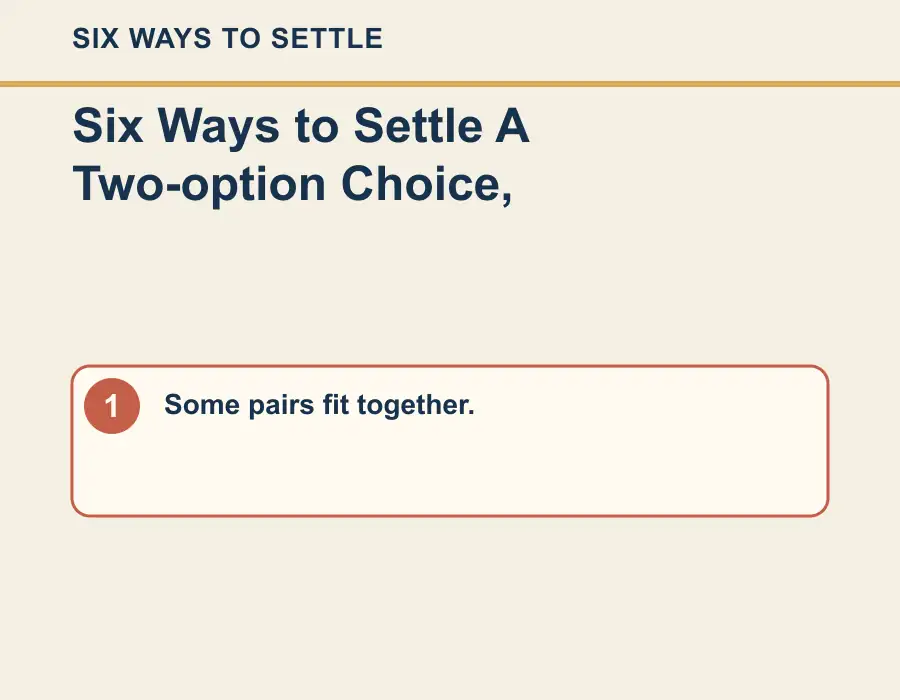 SIX WAYS TO SETTLE
Six Ways to Settle A
Two-option Choice,
1 Some pairs fit together.